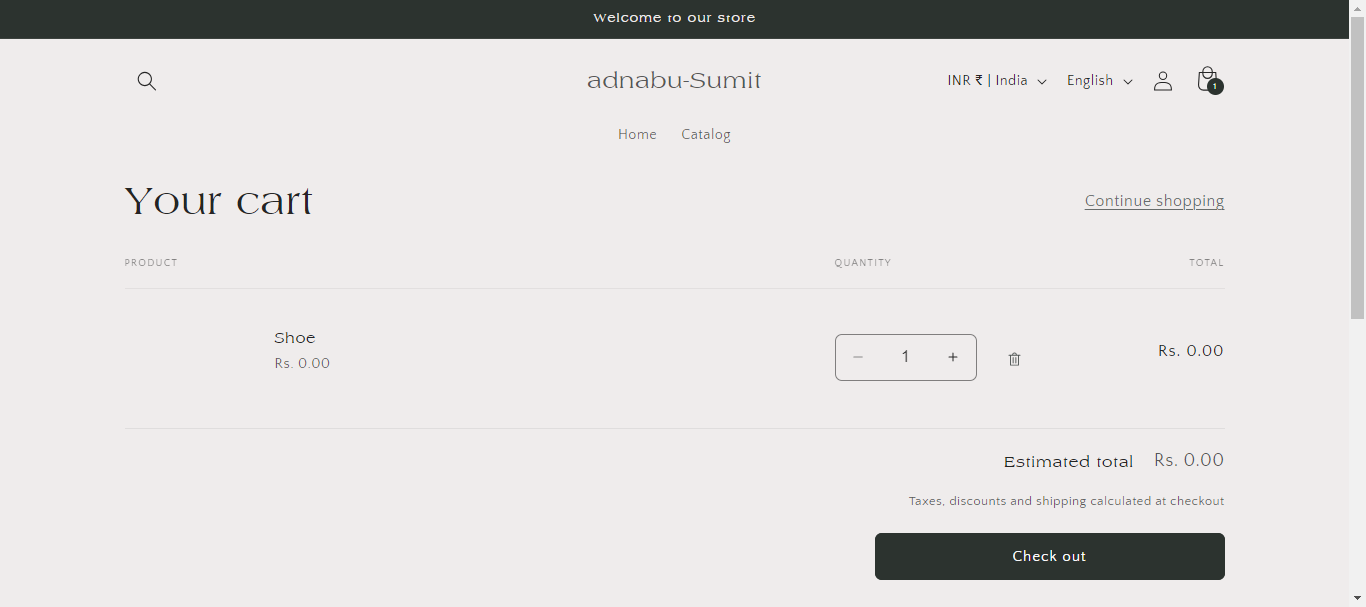 Welcome to our store
adnabu-Sumit
INR ₹ | India
English
1
Home
Catalog
Your cart
Continue shopping
PRODUCT
QUANTITY
TOTAL
Shoe
Rs. 0.00
− 1 +
Rs. 0.00
Estimated total Rs. 0.00
Taxes, discounts and shipping calculated at checkout
Check out